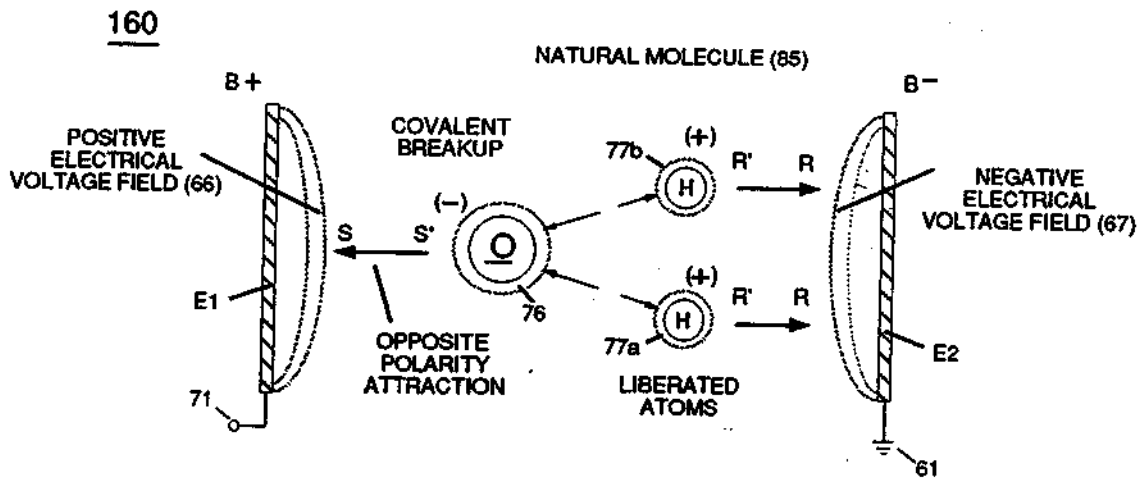 160
NATURAL MOLECULE (85)
B+
B-
POSITIVE
ELECTRICAL
VOLTAGE FIELD (66)
COVALENT
BREAKUP
(+)
77b
H
R' R
NEGATIVE
ELECTRICAL
VOLTAGE FIELD (67)
(-)
S S'
O
76
(+)
H
R' R
77a
E1
E2
OPPOSITE
POLARITY
ATTRACTION
LIBERATED
ATOMS
71
61